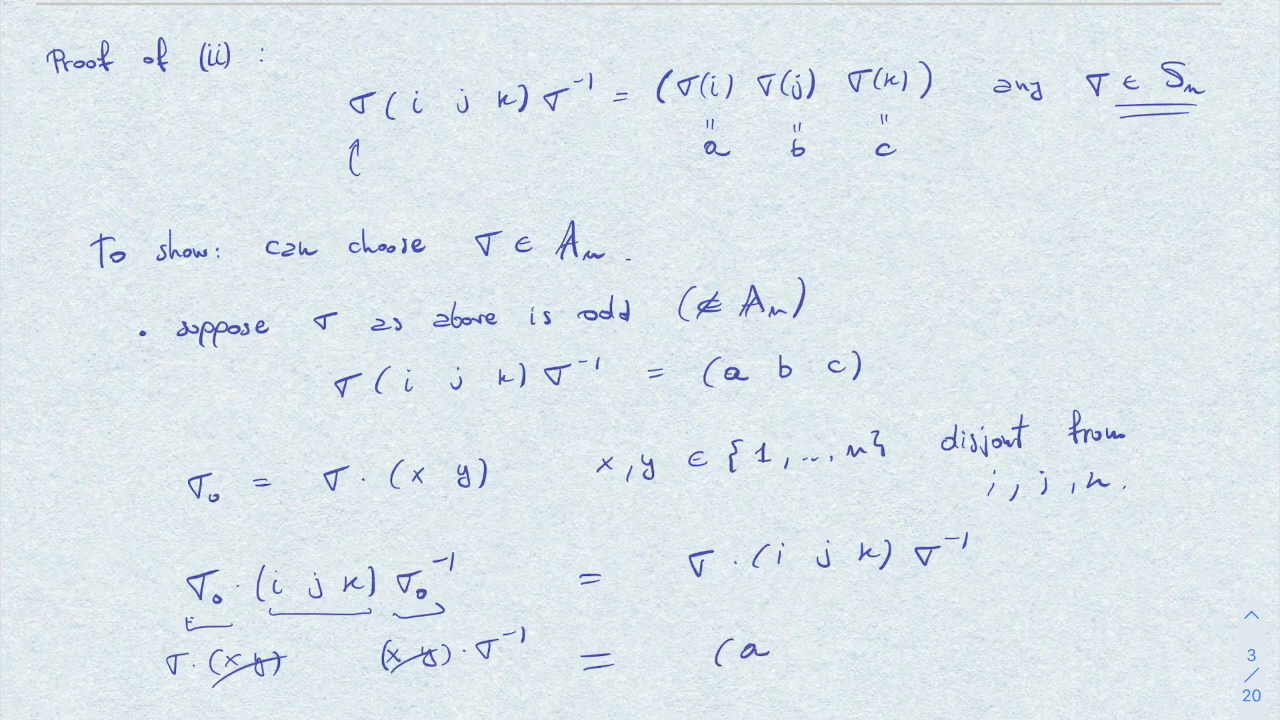 Proof of (ii) :
σ ( i j k ) σ⁻¹ = ( σ(i) σ(j) σ(k) ) any σ ∈ 𝕊ₙ
" " "
a b c
To show: can choose σ ∈ 𝔸ₙ .
• suppose σ as above is odd (∉ 𝔸ₙ)
σ ( i j k ) σ⁻¹ = ( a b c )
σ₀ = σ · ( x y ) x , y ∈ { 1 , ... , n } disjont from
i , j , k .
σ₀ · ( i j k ) σ₀⁻¹ = σ · ( i j k ) σ⁻¹
σ · (x y) (x y) · σ⁻¹ = ( a
3
/
20